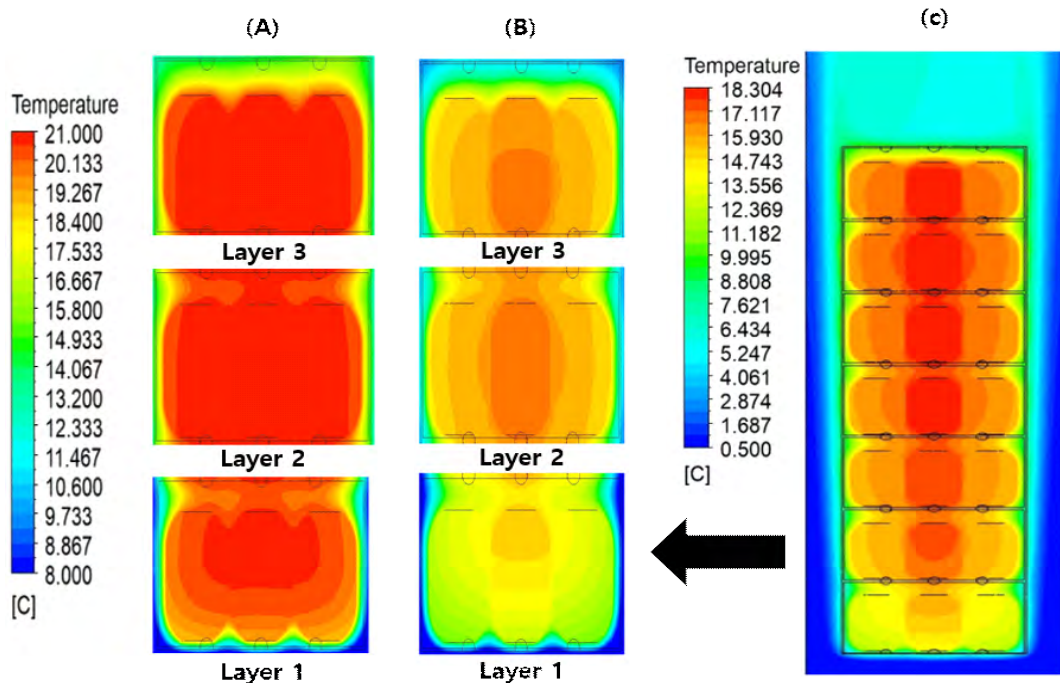 (A)
(B)
(c)
Temperature
21.000
20.133
19.267
18.400
17.533
16.667
15.800
14.933
14.067
13.200
12.333
11.467
10.600
9.733
8.867
8.000
[C]
Layer 3
Layer 2
Layer 1
Layer 3
Layer 2
Layer 1
Temperature
18.304
17.117
15.930
14.743
13.556
12.369
11.182
9.995
8.808
7.621
6.434
5.247
4.061
2.874
1.687
0.500
[C]